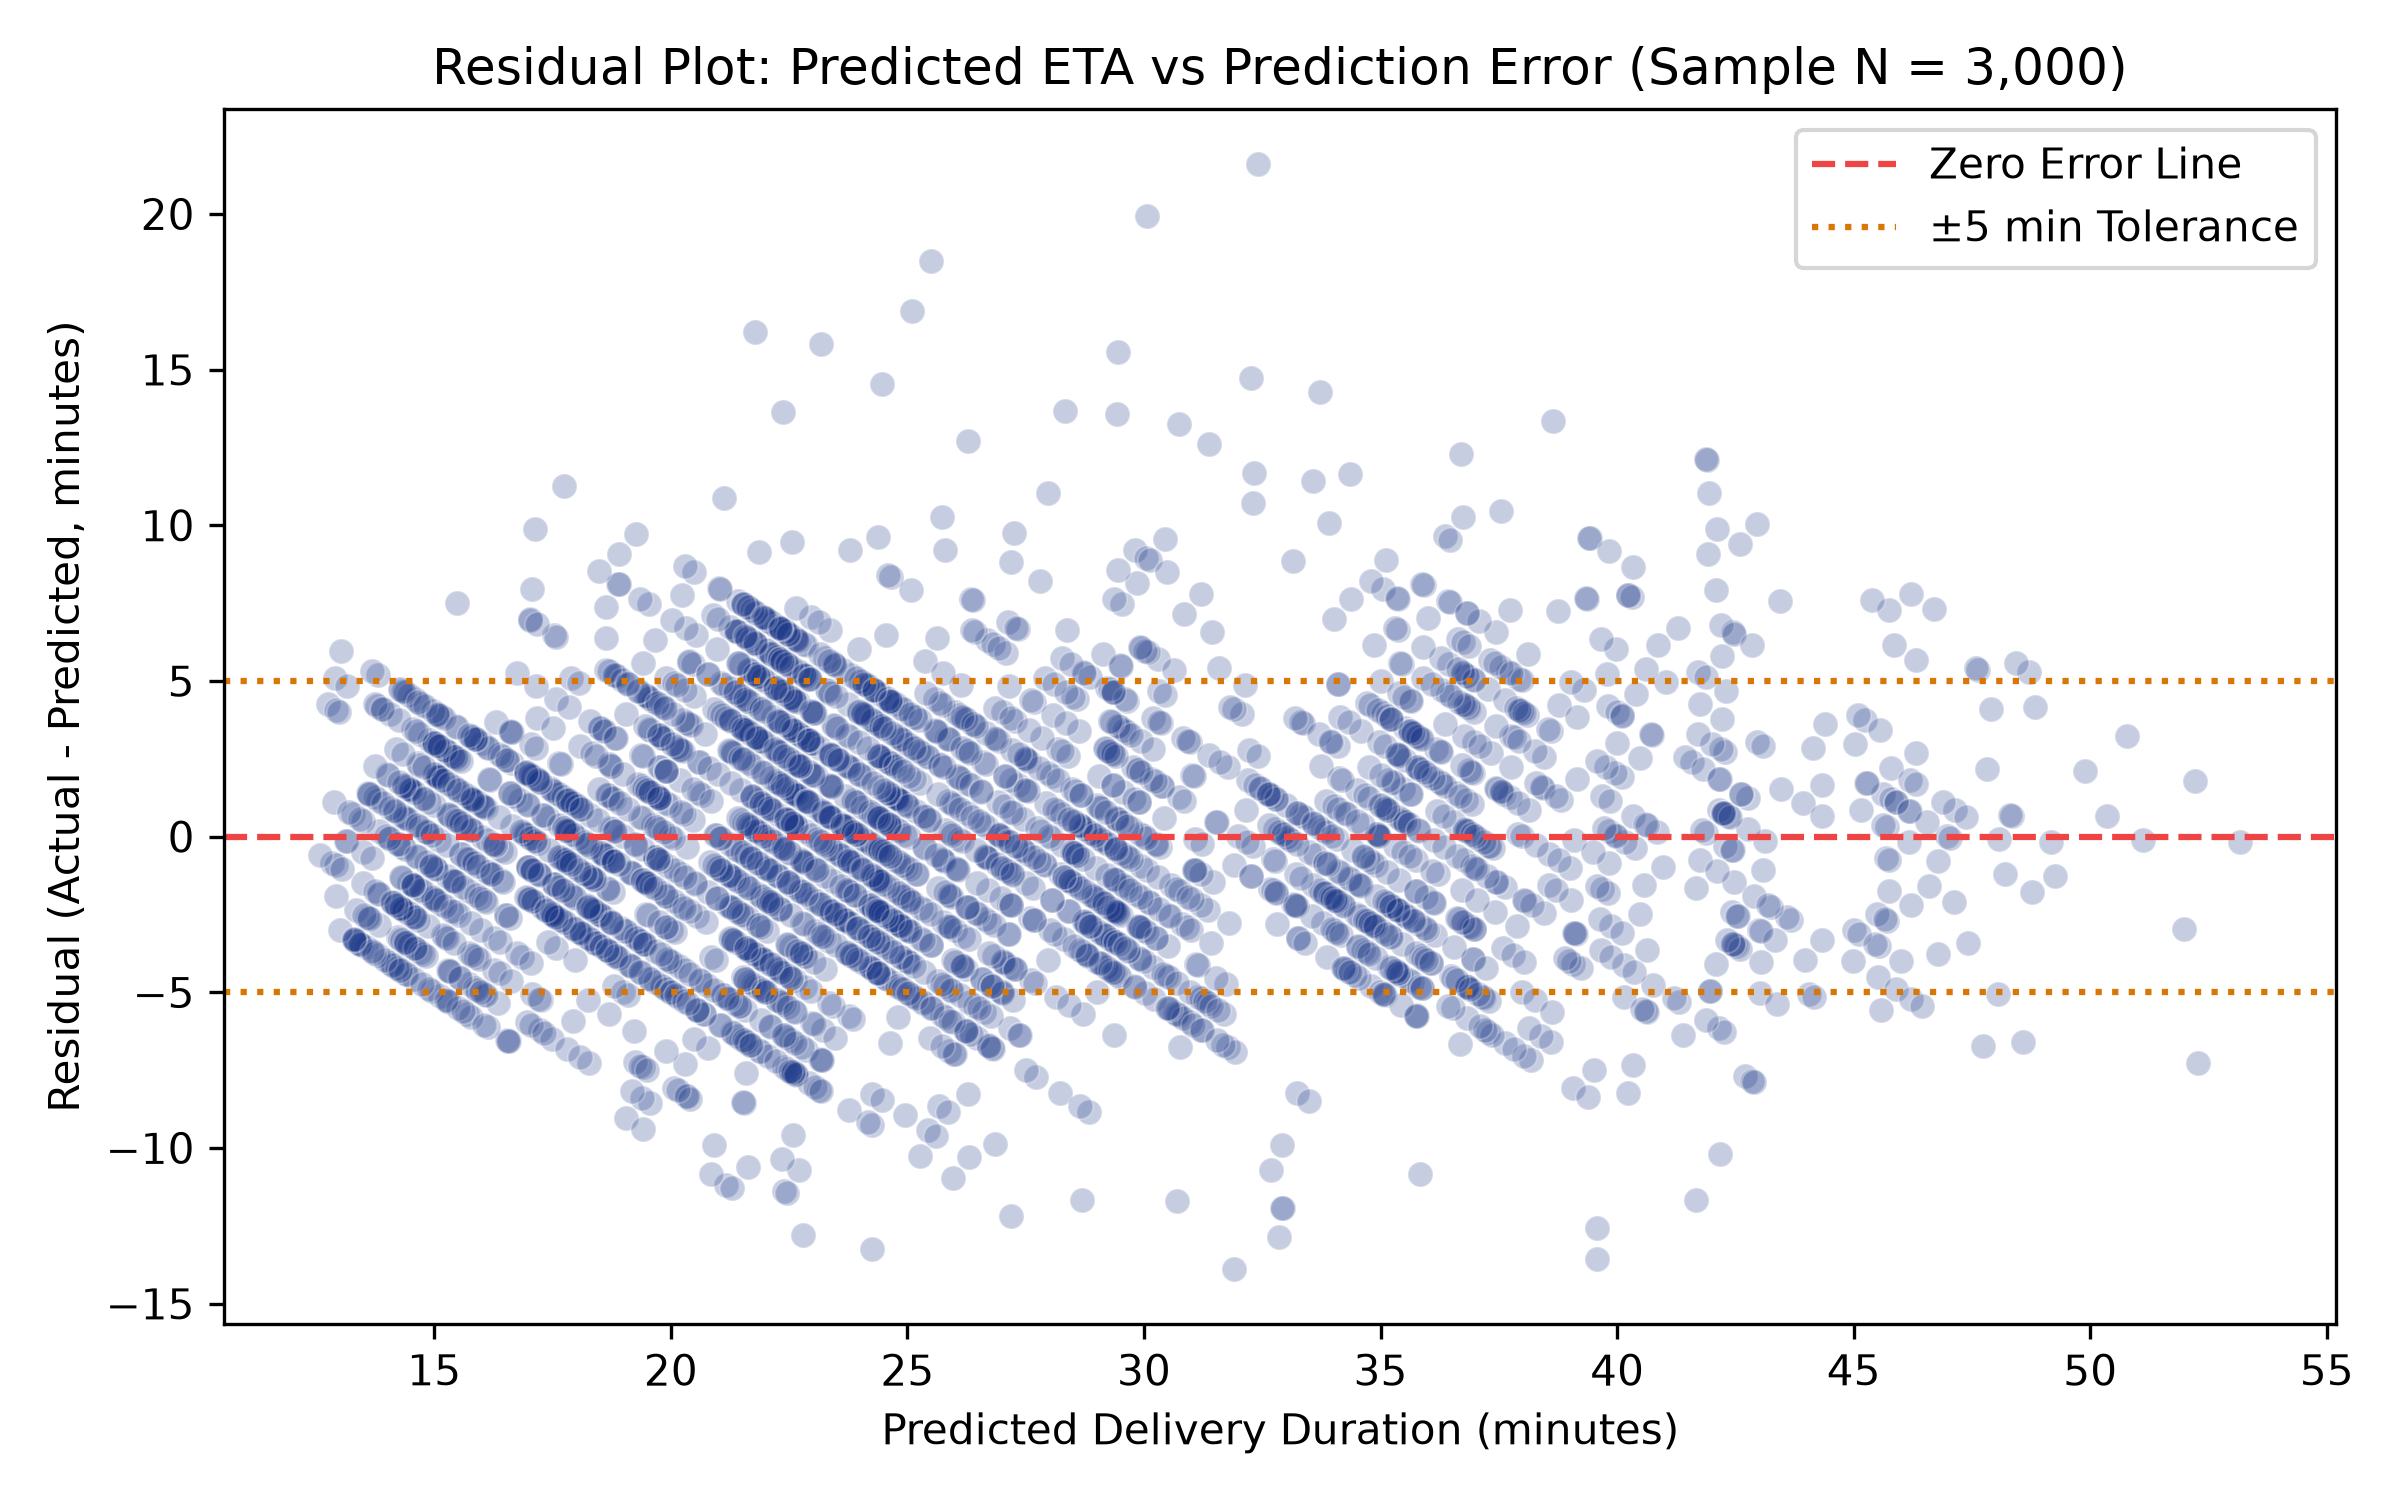 Residual Plot: Predicted ETA vs Prediction Error (Sample N = 3,000)
Zero Error Line
±5 min Tolerance
Residual (Actual - Predicted, minutes)
20
15
10
5
0
−5
−10
−15
15 20 25 30 35 40 45 50 55
Predicted Delivery Duration (minutes)